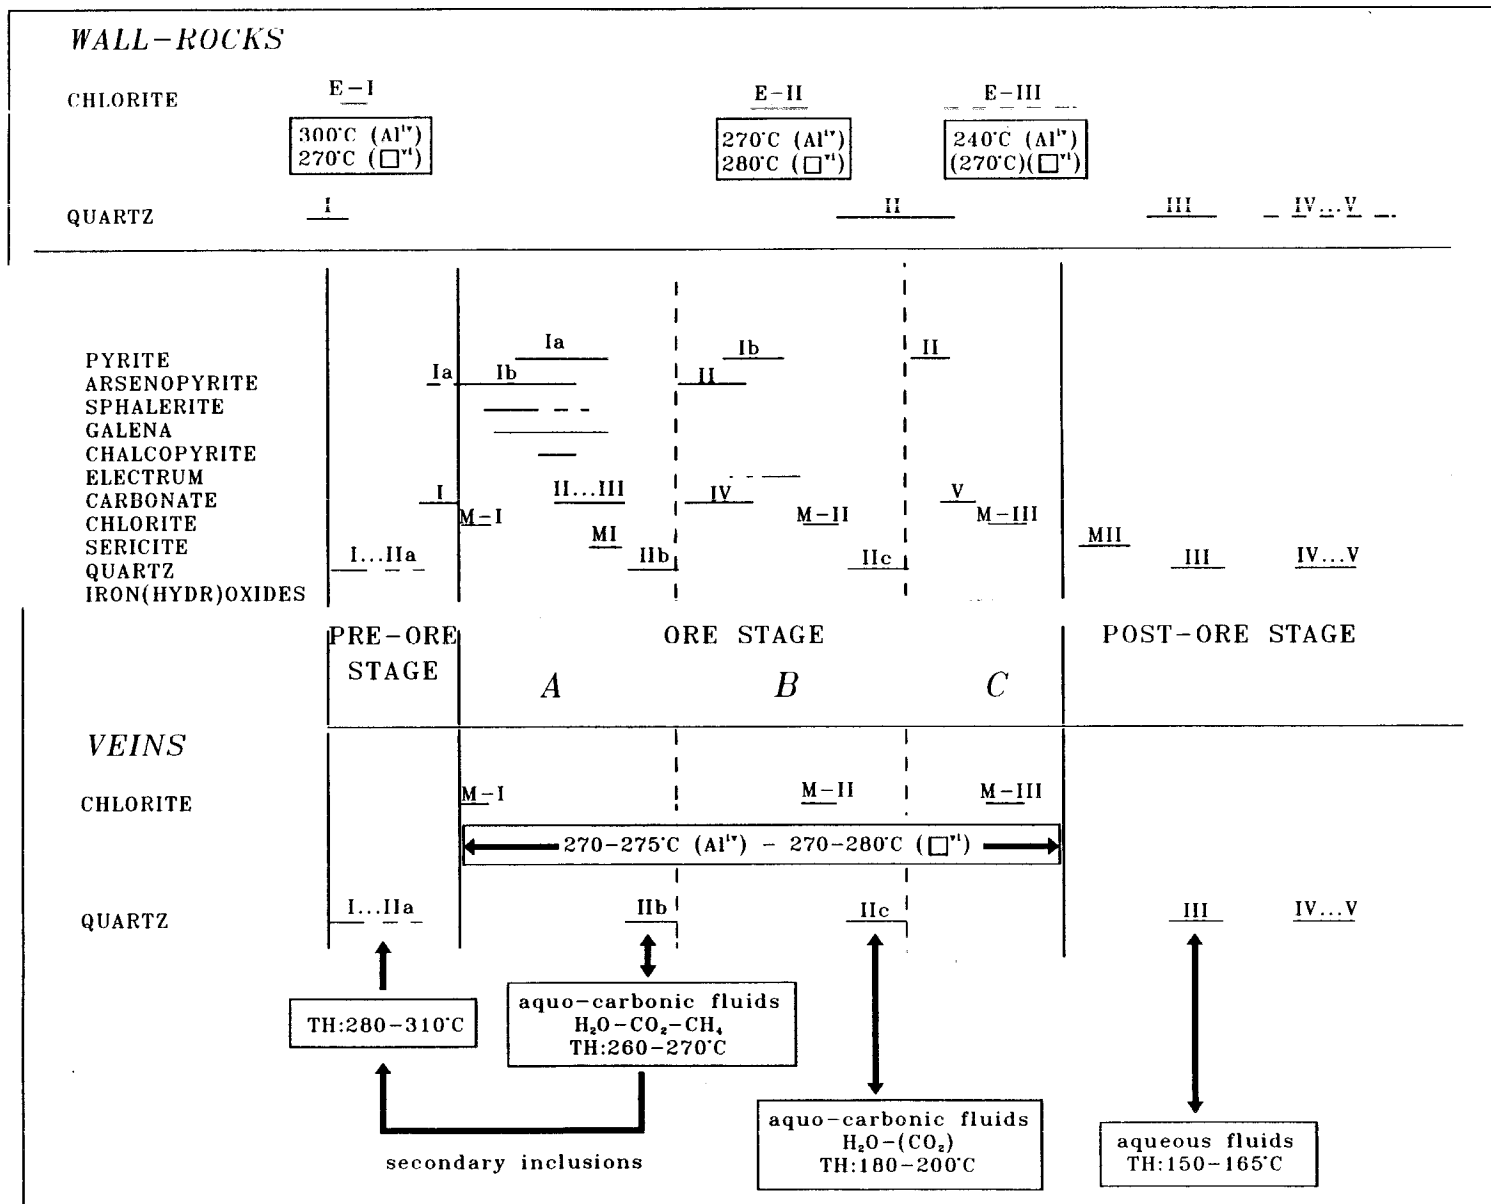 WALL-ROCKS
CHLORITE E-I E-II E-III
300°C (Al^iv) 270°C (Al^iv) 240°C (Al^iv)
270°C (□^vi) 280°C (□^vi) (270°C)(□^vi)
QUARTZ I II III IV...V
PYRITE Ia Ib II
ARSENOPYRITE Ia Ib II
SPHALERITE
GALENA
CHALCOPYRITE
ELECTRUM
CARBONATE I II...III IV V
CHLORITE M-I M-II M-III
SERICITE MI MII
QUARTZ I...IIa IIb IIc III IV...V
IRON(HYDR)OXIDES
PRE-ORE ORE STAGE POST-ORE STAGE
STAGE A B C
VEINS
CHLORITE M-I M-II M-III
270-275°C (Al^iv) - 270-280°C (□^vi)
QUARTZ I...IIa IIb IIc III IV...V
TH:280-310°C
aquo-carbonic fluids
H₂O-CO₂-CH₄
TH:260-270°C
secondary inclusions
aquo-carbonic fluids
H₂O-(CO₂)
TH:180-200°C
aqueous fluids
TH:150-165°C